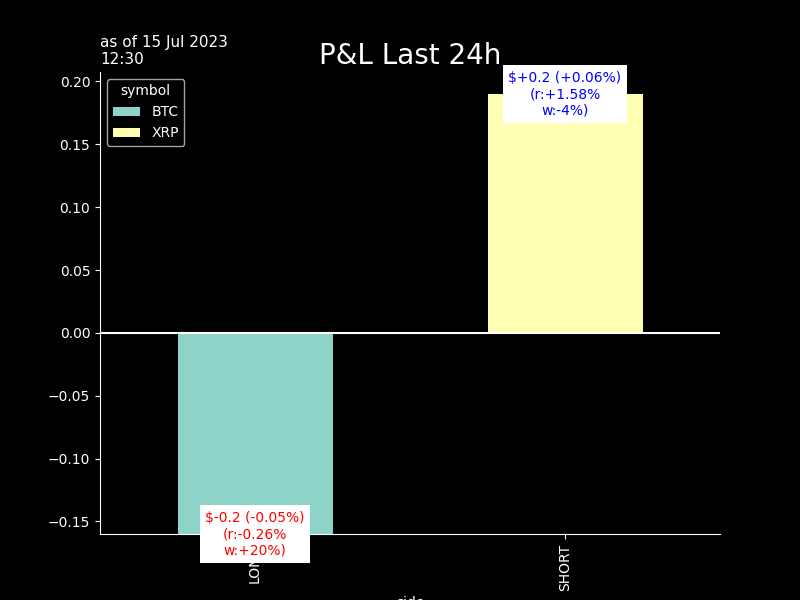 as of 15 Jul 2023
12:30
P&L Last 24h
symbol
BTC
XRP
0.20
0.15
0.10
0.05
0.00
−0.05
−0.10
−0.15
$+0.2 (+0.06%)
(r:+1.58%
w:-4%)
$-0.2 (-0.05%)
(r:-0.26%
w:+20%)
SHORT